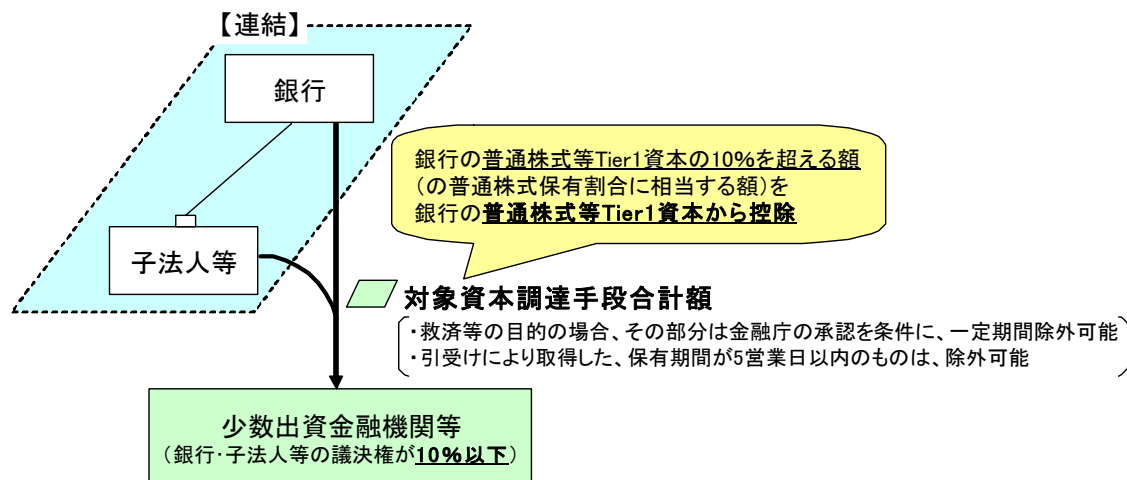 【連結】
銀行
銀行の普通株式等Tier1資本の10%を超える額
（の普通株式保有割合に相当する額）を
銀行の普通株式等Tier1資本から控除
子法人等
対象資本調達手段合計額
・救済等の目的の場合、その部分は金融庁の承認を条件に、一定期間除外可能
・引受けにより取得した、保有期間が5営業日以内のものは、除外可能
少数出資金融機関等
（銀行・子法人等の議決権が10%以下）